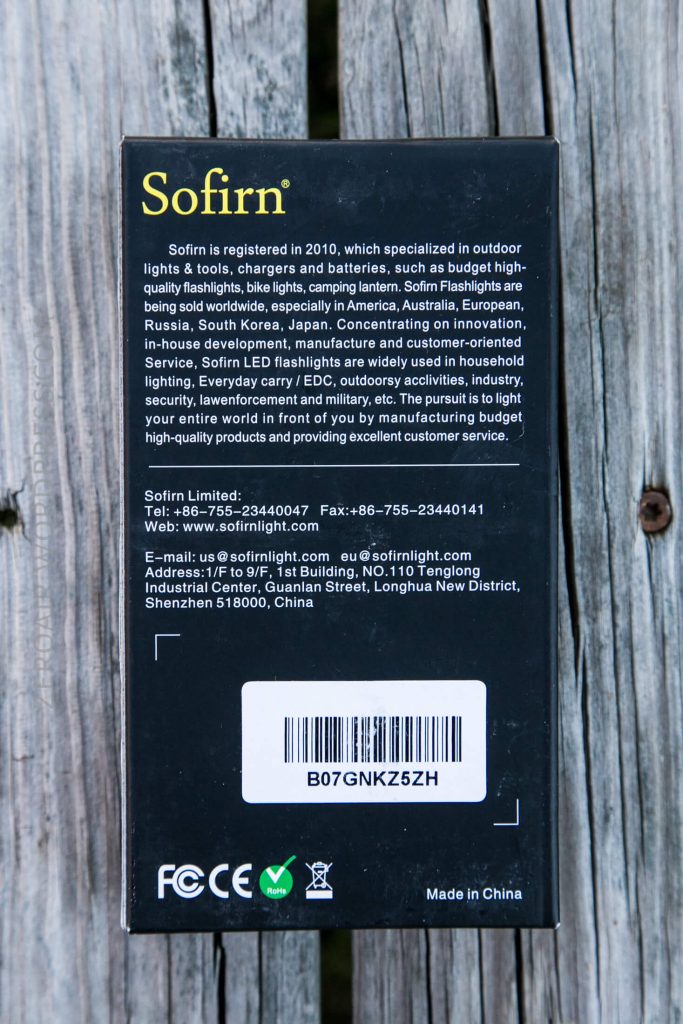 Sofirn®
Sofirn is registered in 2010, which specialized in outdoor
lights & tools, chargers and batteries, such as budget high-
quality flashlights, bike lights, camping lantern. Sofirn Flashlights are
being sold worldwide, especially in America, Australia, European,
Russia, South Korea, Japan. Concentrating on innovation,
in-house development, manufacture and customer-oriented
Service, Sofirn LED flashlights are widely used in household
lighting, Everyday carry / EDC, outdoorsy acclivities, industry,
security, lawenforcement and military, etc. The pursuit is to light
your entire world in front of you by manufacturing budget
high-quality products and providing excellent customer service.
Sofirn Limited:
Tel: +86-755-23440047 Fax:+86-755-23440141
Web: www.sofirnlight.com
E-mail: us@sofirnlight.com eu@sofirnlight.com
Address:1/F to 9/F, 1st Building, NO.110 Tenglong
Industrial Center, Guanlan Street, Longhua New District,
Shenzhen 518000, China
B07GNKZ5ZH
FC CE RoHs
Made in China